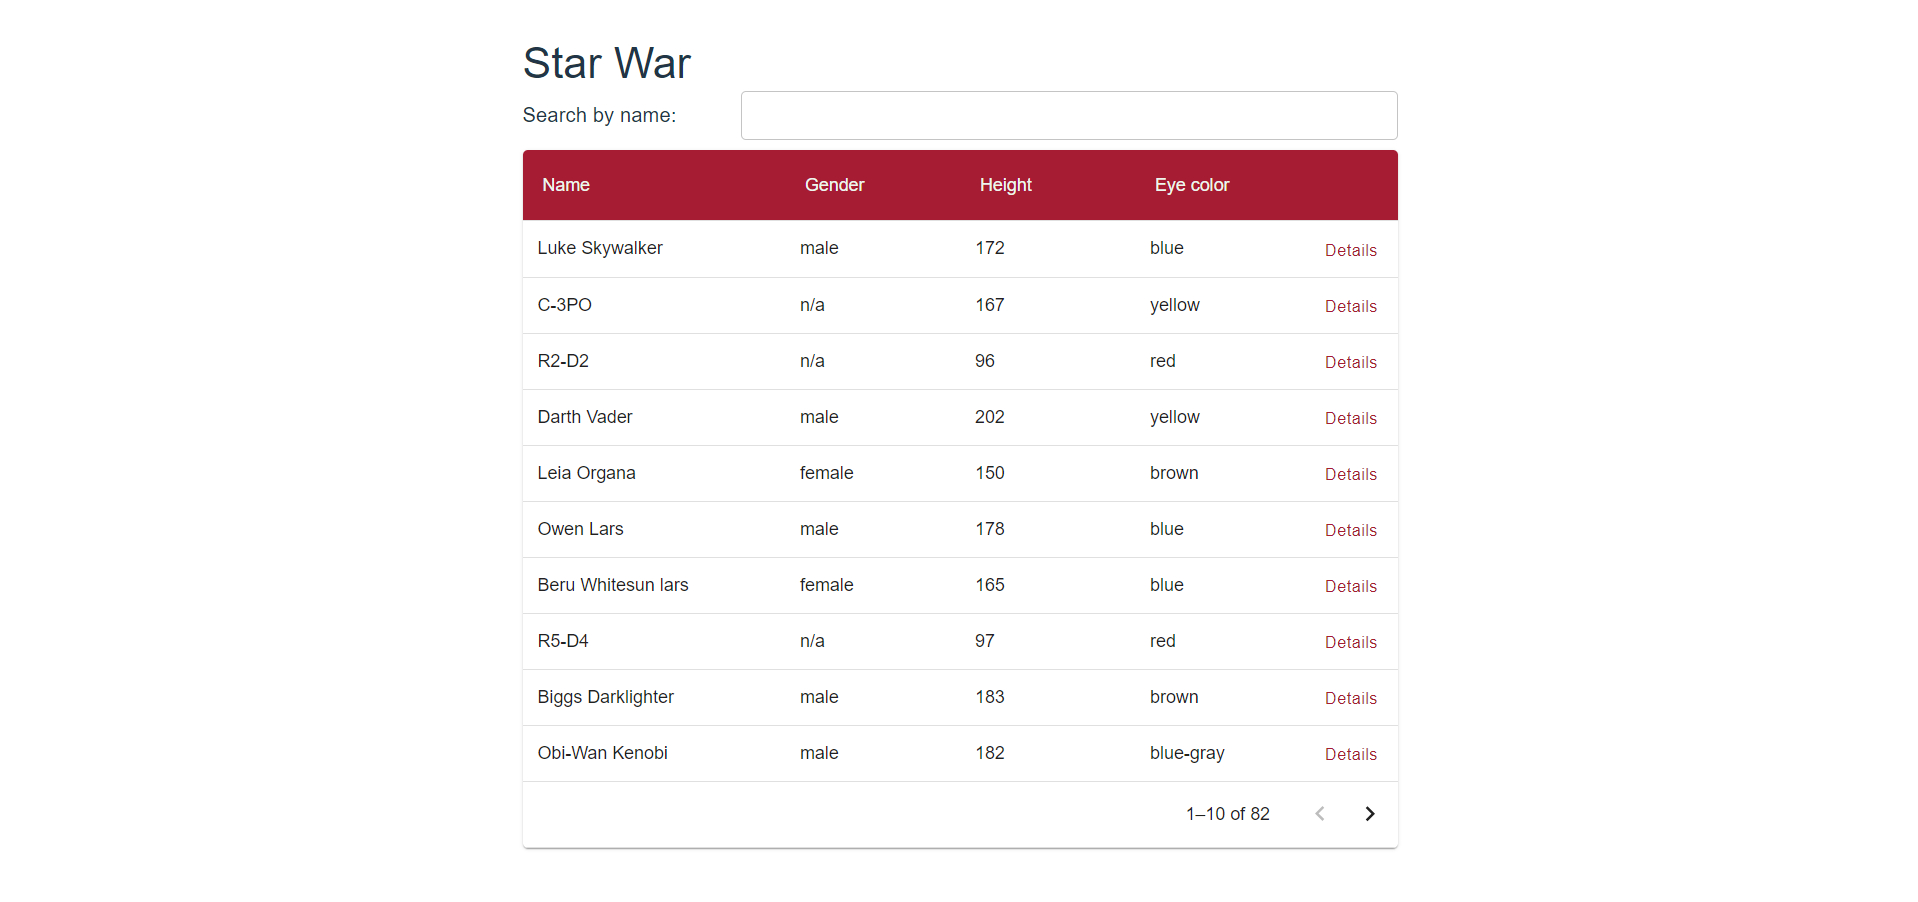 Star War
Search by name:
Name Gender Height Eye color
Luke Skywalker male 172 blue Details
C-3PO n/a 167 yellow Details
R2-D2 n/a 96 red Details
Darth Vader male 202 yellow Details
Leia Organa female 150 brown Details
Owen Lars male 178 blue Details
Beru Whitesun lars female 165 blue Details
R5-D4 n/a 97 red Details
Biggs Darklighter male 183 brown Details
Obi-Wan Kenobi male 182 blue-gray Details
1–10 of 82